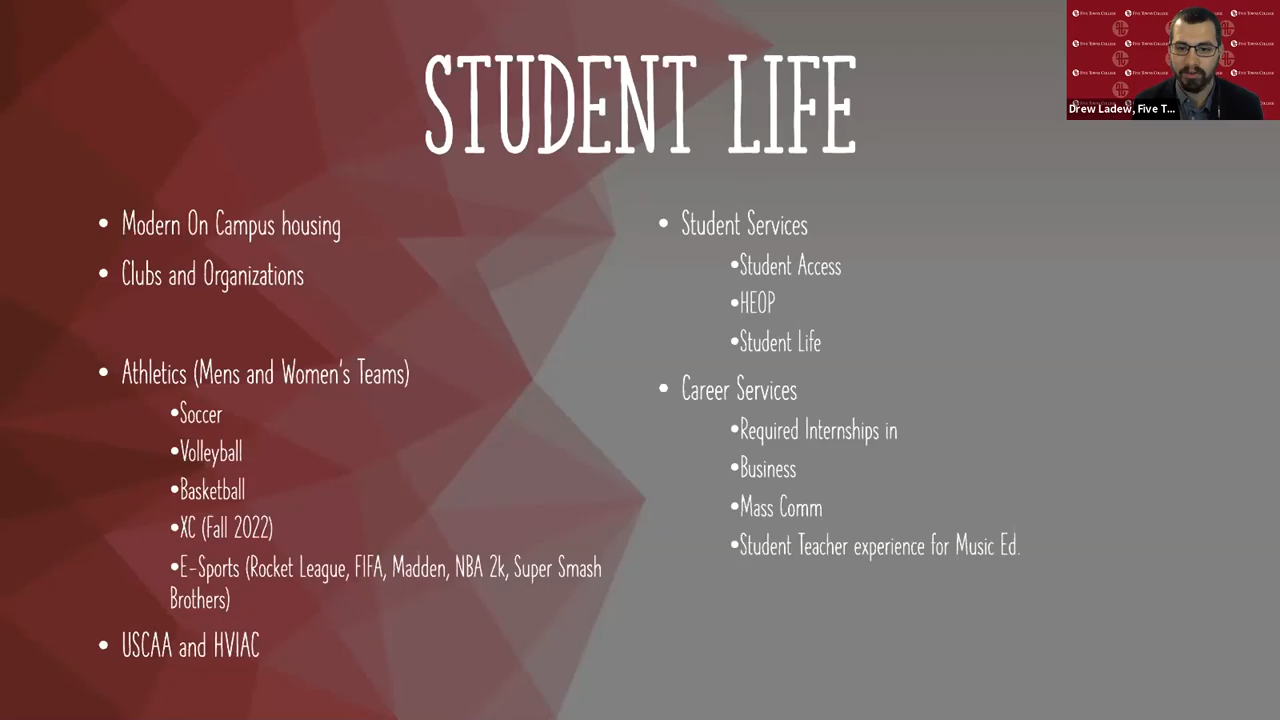 STUDENT LIFE
• Modern On Campus housing
• Clubs and Organizations
• Athletics (Mens and Women's Teams)
•Soccer
•Volleyball
•Basketball
•XC (Fall 2022)
•E-Sports (Rocket League, FIFA, Madden, NBA 2k, Super Smash
Brothers)
• USCAA and HVIAC
• Student Services
•Student Access
•HEOP
•Student Life
• Career Services
•Required Internships in
•Business
•Mass Comm
•Student Teacher experience for Music Ed.
FIVE TOWNS COLLEGE
Drew Ladew, Five T...